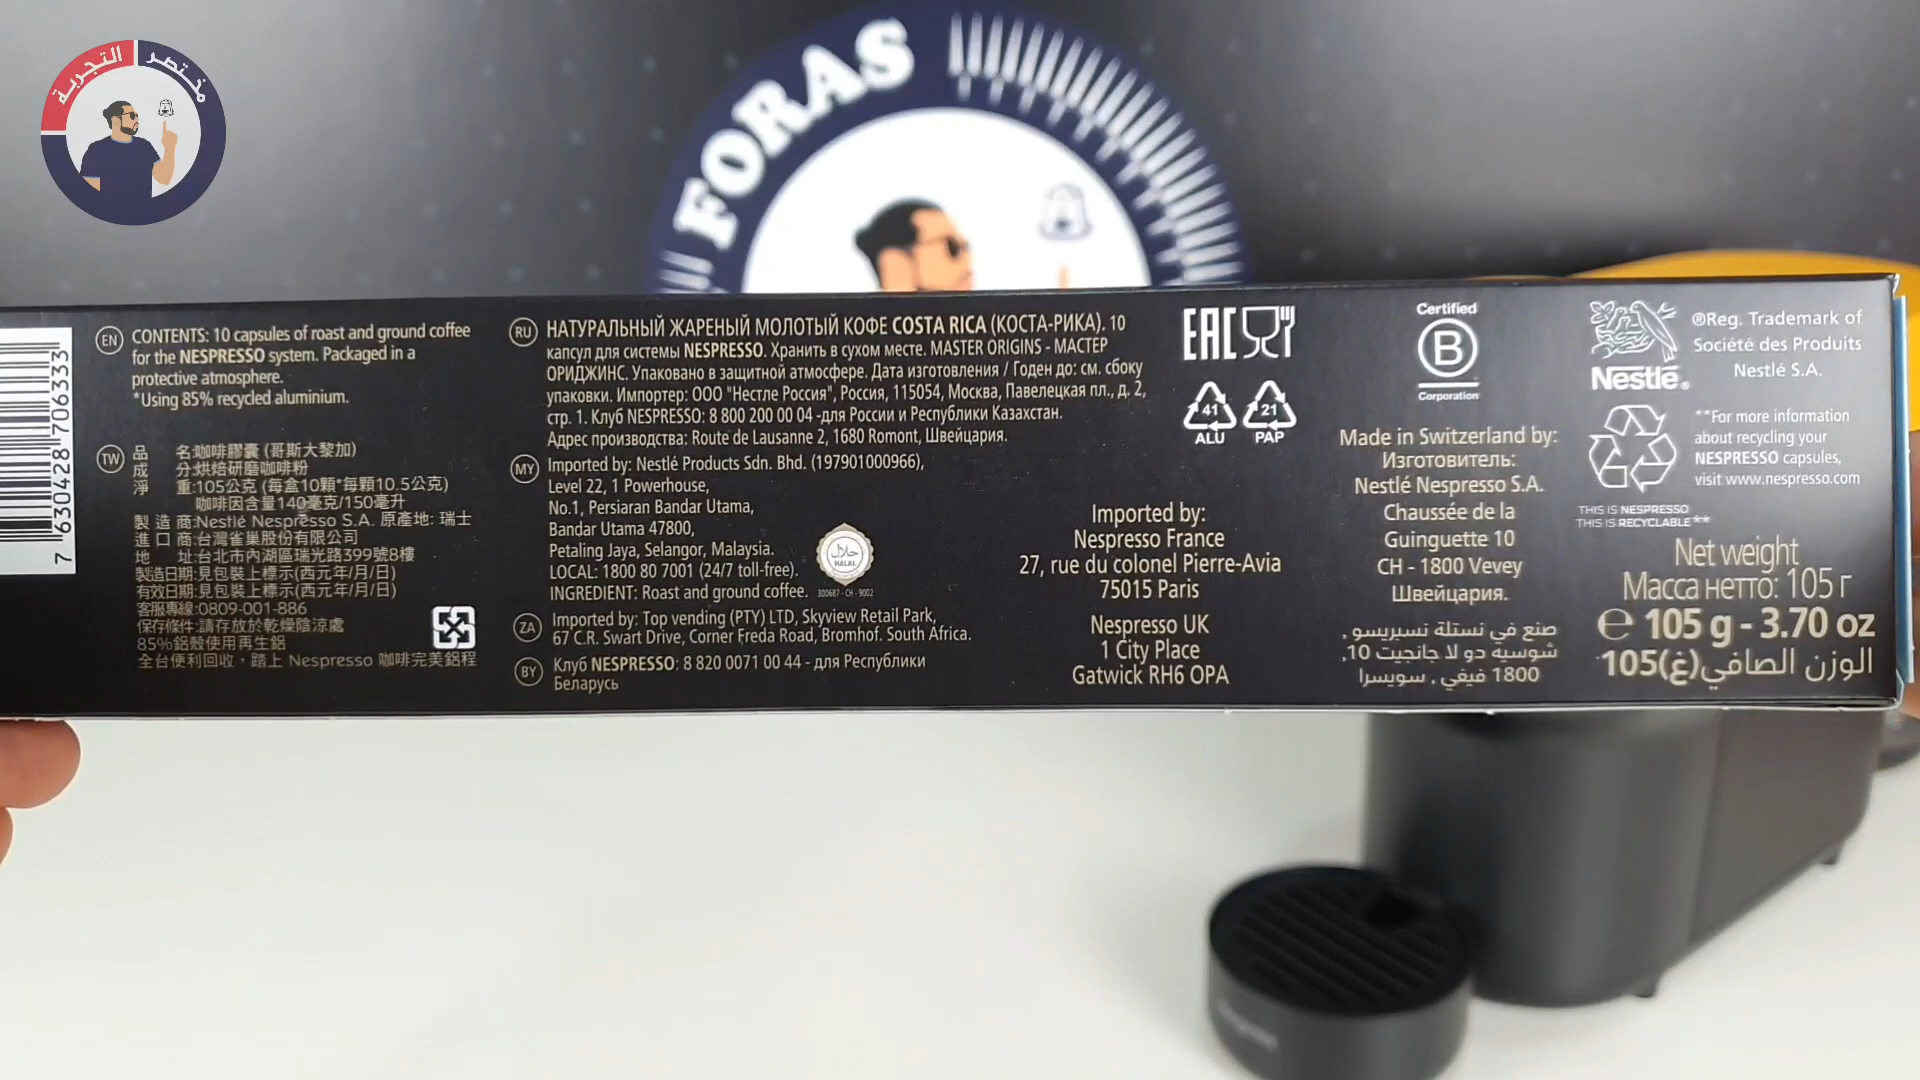 مختصر التجربة
FORAS
7 630428 706333
EN
CONTENTS: 10 capsules of roast and ground coffee
for the NESPRESSO system. Packaged in a
protective atmosphere.
*Using 85% recycled aluminium.
TW
品 名:咖啡膠囊 (哥斯大黎加)
成 分:烘焙研磨咖啡粉
淨 重:105公克 (每盒10顆*每顆10.5公克)
咖啡因含量140毫克/150毫升
製 造 商:Nestlé Nespresso S.A. 原產地: 瑞士
進 口 商:台灣雀巢股份有限公司
地 址:台北市內湖區瑞光路399號8樓
製造日期:見包裝上標示(西元年/月/日)
有效日期:見包裝上標示(西元年/月/日)
客服專線:0809-001-886
保存條件:請存放於乾燥陰涼處
85%鋁殼使用再生鋁
全台便利回收，踏上 Nespresso 咖啡完美鋁程
RU
НАТУРАЛЬНЫЙ ЖАРЕНЫЙ МОЛОТЫЙ КОФЕ COSTA RICA (КОСТА-РИКА). 10
капсул для системы NESPRESSO. Хранить в сухом месте. MASTER ORIGINS - МАСТЕР
ОРИДЖИНС. Упаковано в защитной атмосфере. Дата изготовления / Годен до: см. сбоку
упаковки. Импортер: ООО "Нестле Россия", Россия, 115054, Москва, Павелецкая пл., д. 2,
стр. 1. Клуб NESPRESSO: 8 800 200 00 04 -для России и Республики Казахстан.
Адрес производства: Route de Lausanne 2, 1680 Romont, Швейцария.
MY
Imported by: Nestlé Products Sdn. Bhd. (197901000966),
Level 22, 1 Powerhouse,
No.1, Persiaran Bandar Utama,
Bandar Utama 47800,
Petaling Jaya, Selangor, Malaysia.
LOCAL: 1800 80 7001 (24/7 toll-free).
INGREDIENT: Roast and ground coffee.
حلال
HALAL
300687 - CH - 9002
ZA
Imported by: Top vending (PTY) LTD, Skyview Retail Park,
67 C.R. Swart Drive, Corner Freda Road, Bromhof. South Africa.
BY
Клуб NESPRESSO: 8 820 0071 00 44 - для Республики
Беларусь
EAC
41
ALU
21
PAP
Imported by:
Nespresso France
27, rue du colonel Pierre-Avia
75015 Paris
Nespresso UK
1 City Place
Gatwick RH6 0PA
Certified
B
Corporation
Made in Switzerland by:
Изготовитель:
Nestlé Nespresso S.A.
Chaussée de la
Guinguette 10
CH - 1800 Vevey
Швейцария.
صنع في نستلة نسبريسو ,
شوسيه دو لا جانجيت 10,
1800 فيفي , سويسرا
Nestlé®
®Reg. Trademark of
Société des Produits
Nestlé S.A.
**For more information
about recycling your
NESPRESSO capsules,
visit www.nespresso.com
THIS IS NESPRESSO
THIS IS RECYCLABLE**
Net weight
Масса нетто: 105 г
℮ 105 g - 3.70 oz
الوزن الصافي(غ)105